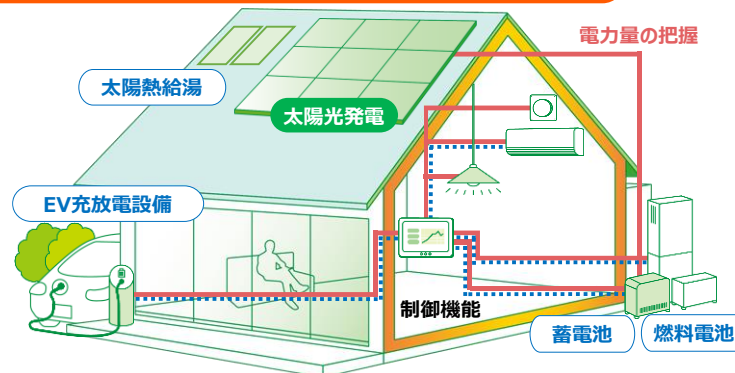 電力量の把握
太陽熱給湯
太陽光発電
EV充放電設備
制御機能
蓄電池
燃料電池